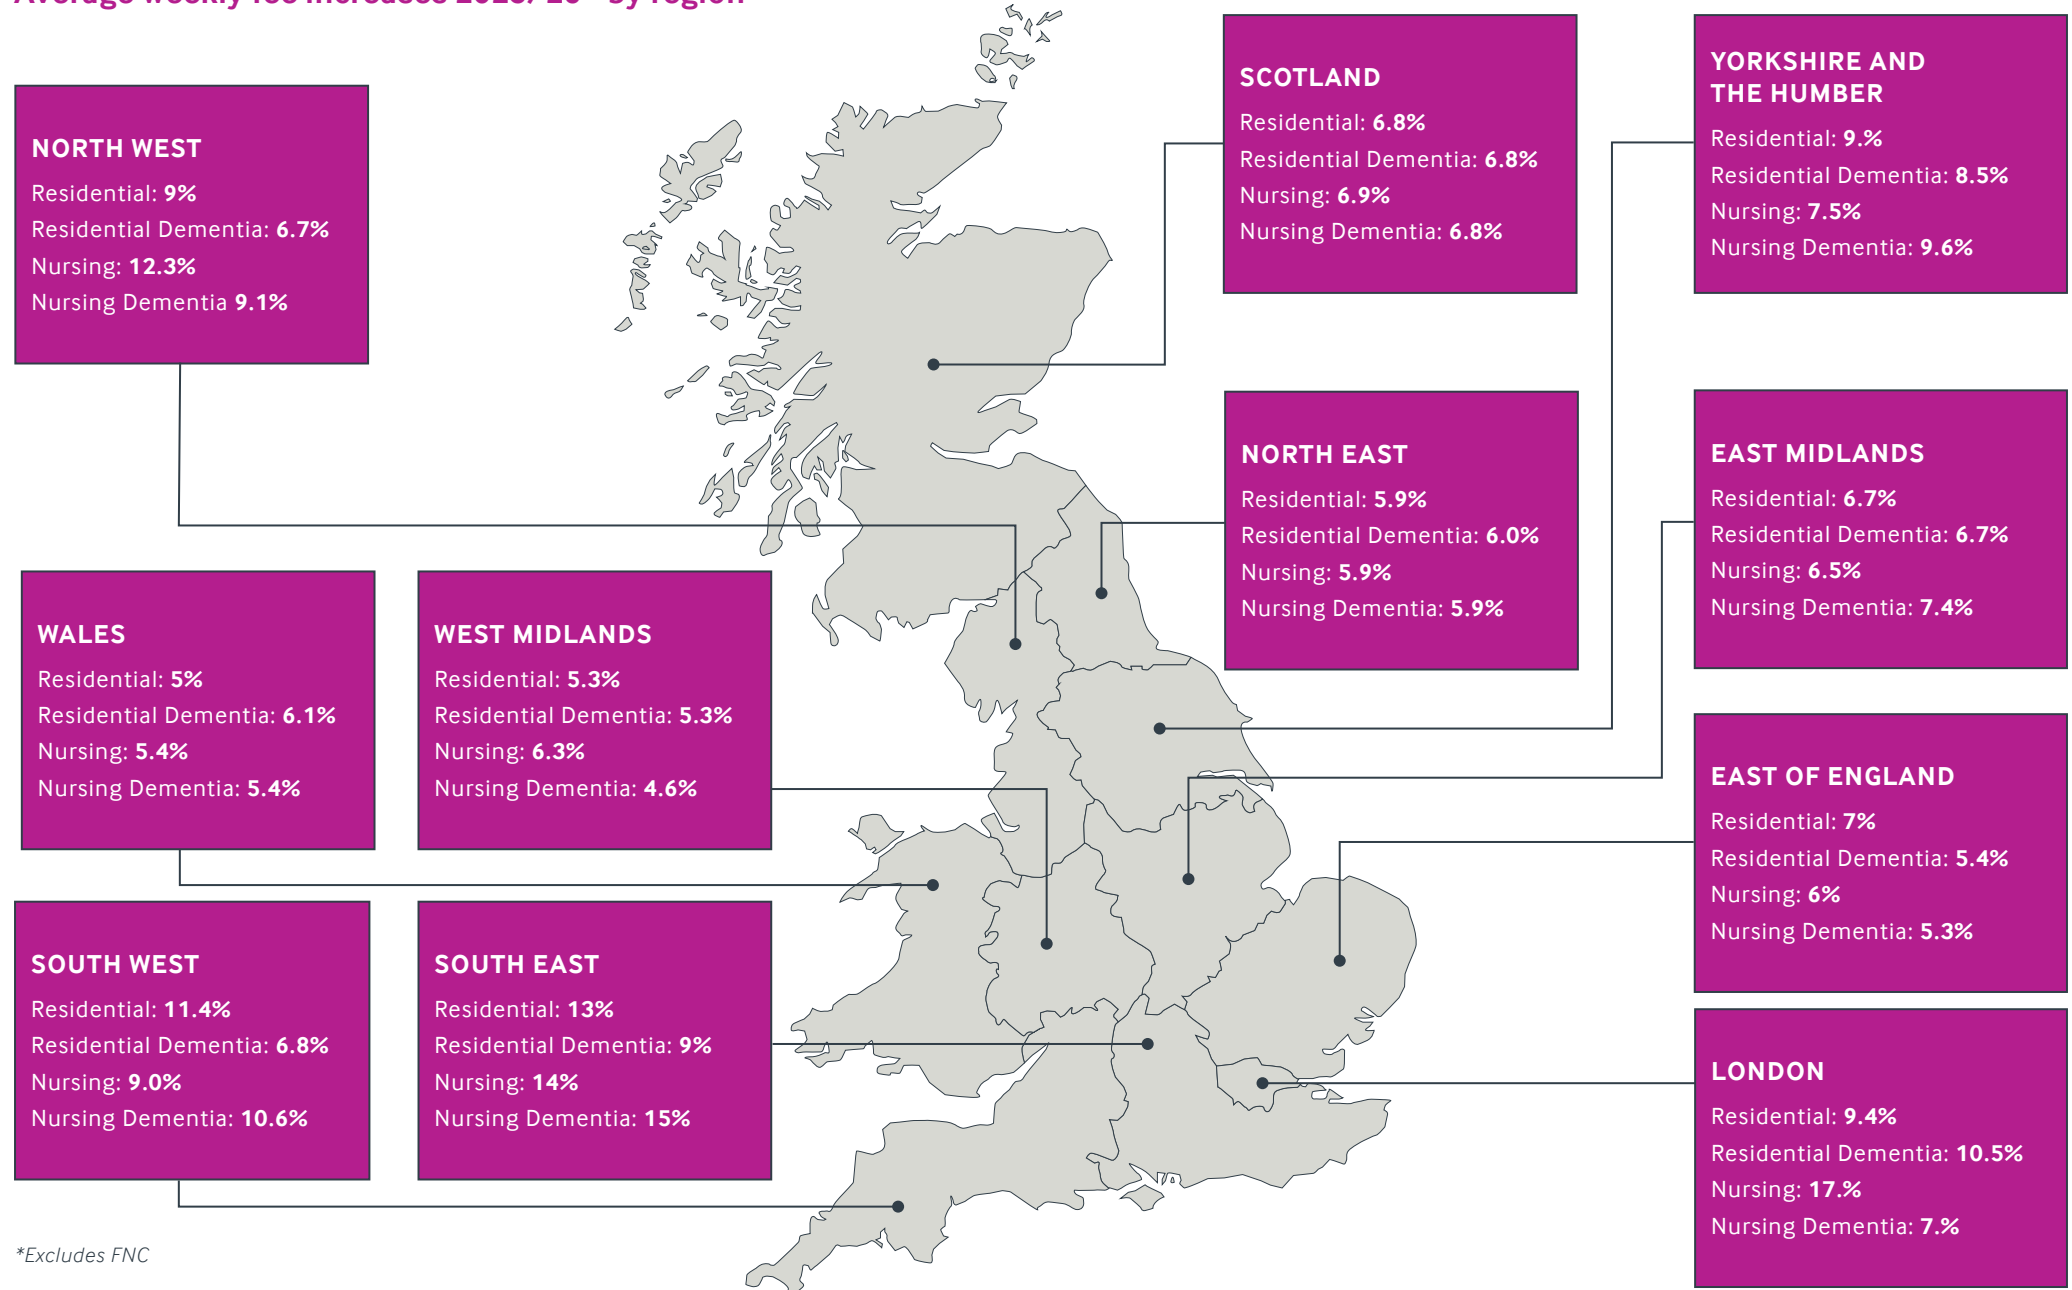 Average weekly fee increases by region
NORTH WEST
Residential: 9%
Residential Dementia: 6.7%
Nursing: 12.3%
Nursing Dementia 9.1%
SCOTLAND
Residential: 6.8%
Residential Dementia: 6.8%
Nursing: 6.9%
Nursing Dementia: 6.8%
YORKSHIRE AND
THE HUMBER
Residential: 9.%
Residential Dementia: 8.5%
Nursing: 7.5%
Nursing Dementia: 9.6%
NORTH EAST
Residential: 5.9%
Residential Dementia: 6.0%
Nursing: 5.9%
Nursing Dementia: 5.9%
EAST MIDLANDS
Residential: 6.7%
Residential Dementia: 6.7%
Nursing: 6.5%
Nursing Dementia: 7.4%
WALES
Residential: 5%
Residential Dementia: 6.1%
Nursing: 5.4%
Nursing Dementia: 5.4%
WEST MIDLANDS
Residential: 5.3%
Residential Dementia: 5.3%
Nursing: 6.3%
Nursing Dementia: 4.6%
EAST OF ENGLAND
Residential: 7%
Residential Dementia: 5.4%
Nursing: 6%
Nursing Dementia: 5.3%
SOUTH WEST
Residential: 11.4%
Residential Dementia: 6.8%
Nursing: 9.0%
Nursing Dementia: 10.6%
SOUTH EAST
Residential: 13%
Residential Dementia: 9%
Nursing: 14%
Nursing Dementia: 15%
LONDON
Residential: 9.4%
Residential Dementia: 10.5%
Nursing: 17.%
Nursing Dementia: 7.%
*Excludes FNC